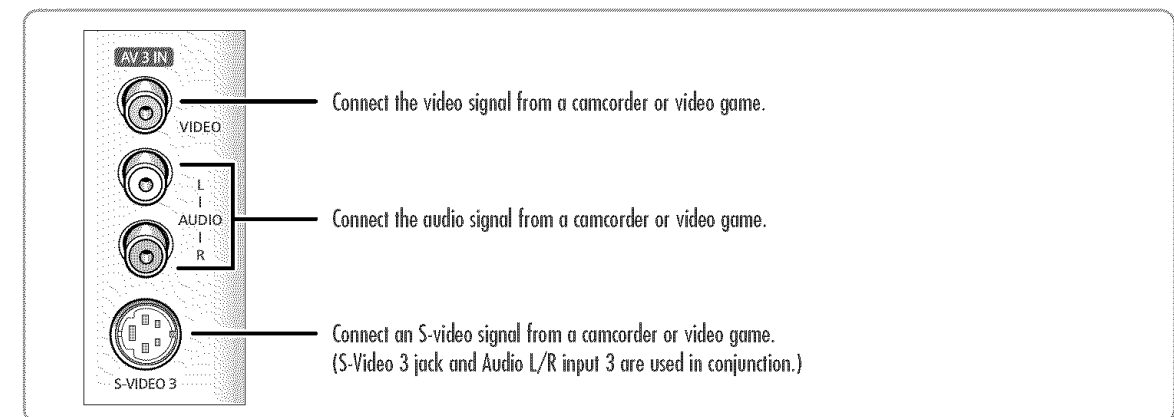 AV 3 IN
VIDEO
L
AUDIO
R
S-VIDEO 3
Connect the video signal from a camcorder or video game.
Connect the audio signal from a camcorder or video game.
Connect an S-video signal from a camcorder or video game.
(S-Video 3 jack and Audio L/R input 3 are used in conjunction.)